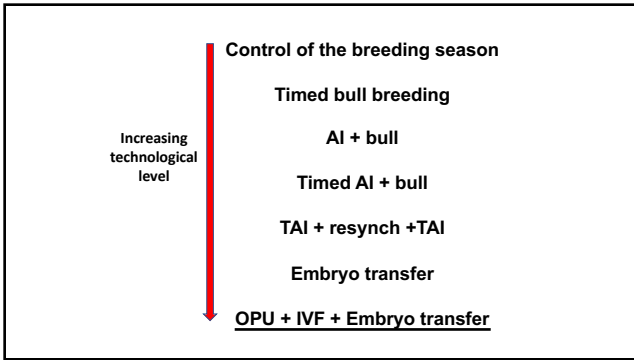 Control of the breeding season
Timed bull breeding
Increasing
technological
level
AI + bull
Timed AI + bull
TAI + resynch +TAI
Embryo transfer
OPU + IVF + Embryo transfer